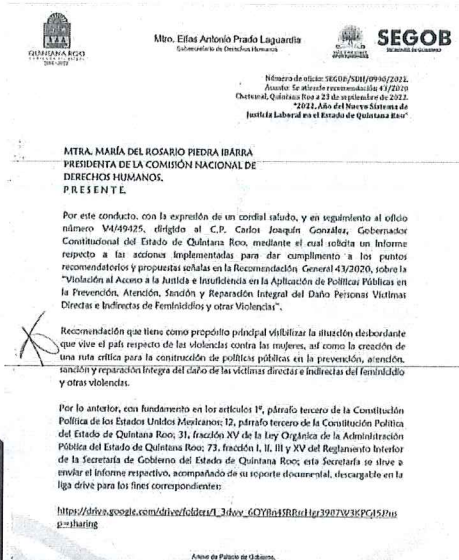 QUINTANA ROO
Mtro. Elías Antonio Prado Laguardia
Subsecretario de Derechos Humanos
SEGOB
SECRETARÍA DE GOBIERNO
Número de oficio: SEGOB/SDH/0990/2022.
Asunto: Se atiende recomendación 43/2020
Chetumal, Quintana Roo a 23 de septiembre de 2022.
"2022, Año del Nuevo Sistema de
Justicia Laboral en el Estado de Quintana Roo"
MTRA. MARÍA DEL ROSARIO PIEDRA IBARRA
PRESIDENTA DE LA COMISIÓN NACIONAL DE
DERECHOS HUMANOS.
P R E S E N T E.
Por este conducto, con la expresión de un cordial saludo, y en seguimiento al oficio
número V4/49425, dirigido al C.P. Carlos Joaquín González, Gobernador
Constitucional del Estado de Quintana Roo, mediante el cual solicita un Informe
respecto a las acciones implementadas para dar cumplimento a los puntos
recomendatorios y propuestas señalas en la Recomendación General 43/2020, sobre la
"Violación al Acceso a la Justicia e Insuficiencia en la Aplicación de Políticas Públicas en
la Prevención, Atención, Sanción y Reparación Integral del Daño Personas Víctimas
Directas e Indirectas de Feminicidios y otras Violencias".
Recomendación que tiene como propósito principal visibilizar la situación desbordante
que vive el país respecto de las violencias contra las mujeres, así como la creación de
una ruta crítica para la construcción de políticas públicas en la prevención, atención,
sanción y reparación íntegra del daño de las víctimas directas e indirectas del feminicidio
y otras violencias.
Por lo anterior, con fundamento en los artículos 1°, párrafo tercero de la Constitución
Política de los Estados Unidos Mexicanos; 12, párrafo tercero de la Constitución Política
del Estado de Quintana Roo; 31, fracción XV de la Ley Orgánica de la Administración
Pública del Estado de Quintana Roo; 73, fracción I, II, III y XV del Reglamento Interior
de la Secretaría de Gobierno del Estado de Quintana Roo; esta Secretaría se sirve a
enviar el informe respectivo, acompañado de su soporte documental, descargable en la
liga drive para los fines correspondientes:
https://drive.google.com/drive/folders/
p=sharing
Anexo de Palacio de Gobierno.